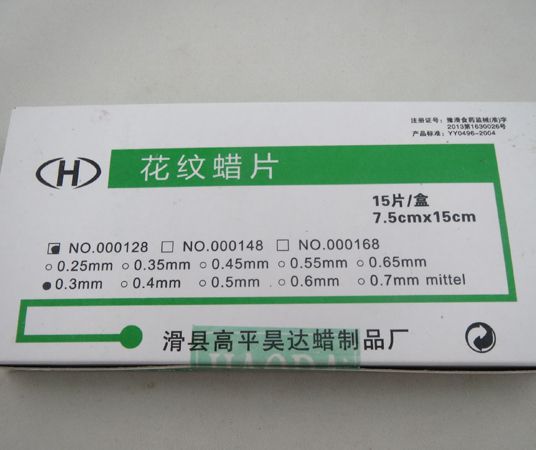 注册证号：豫滑食药监械(准)字
2013第1630026号
产品标准：YY0496-2004
H
花纹蜡片
15片/盒
7.5cmx15cm
NO.000128 NO.000148 NO.000168
0.25mm 0.35mm 0.45mm 0.55mm 0.65mm
0.3mm 0.4mm 0.5mm 0.6mm 0.7mm mittel
滑县高平昊达蜡制品厂